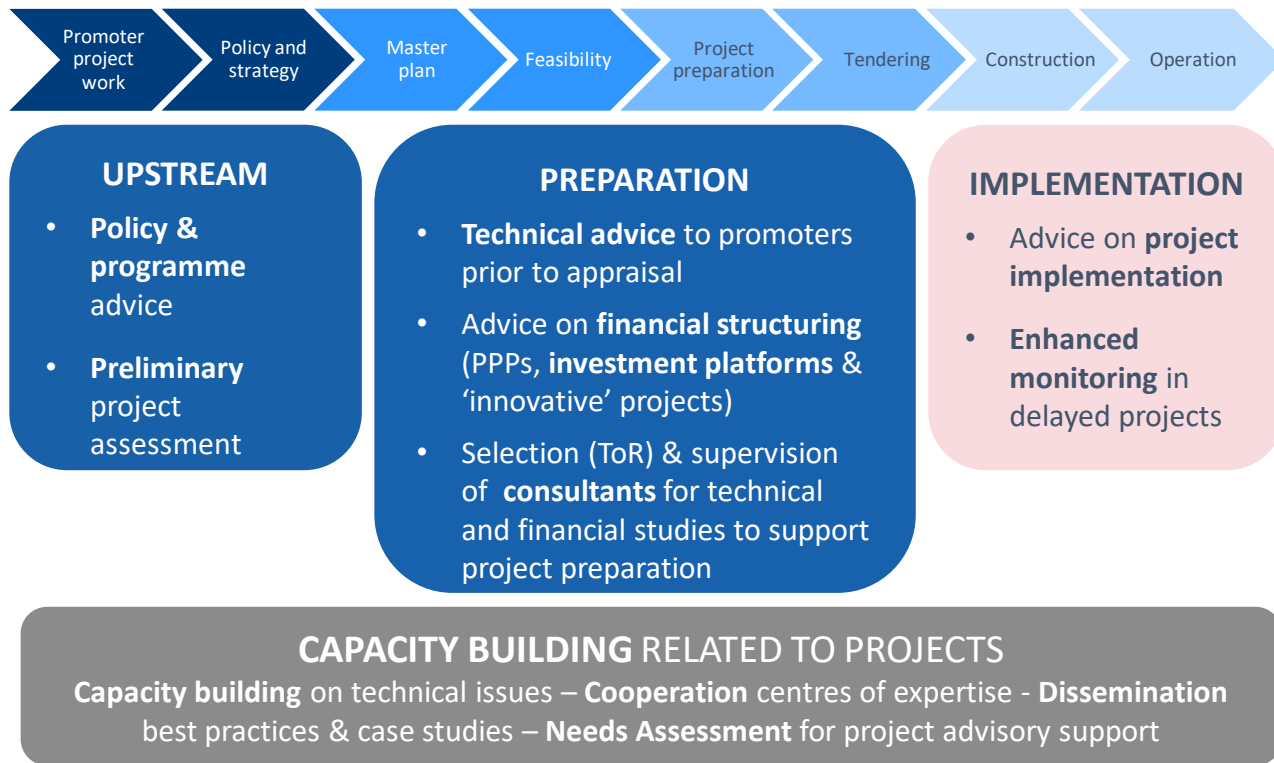 Promoter
project
work
Policy and
strategy
Master
plan
Feasibility
Project
preparation
Tendering
Construction
Operation
UPSTREAM
• Policy &
programme
advice
• Preliminary
project
assessment
PREPARATION
• Technical advice to promoters
prior to appraisal
• Advice on financial structuring
(PPPs, investment platforms &
‘innovative’ projects)
• Selection (ToR) & supervision
of consultants for technical
and financial studies to support
project preparation
IMPLEMENTATION
• Advice on project
implementation
• Enhanced
monitoring in
delayed projects
CAPACITY BUILDING RELATED TO PROJECTS
Capacity building on technical issues – Cooperation centres of expertise - Dissemination
best practices & case studies – Needs Assessment for project advisory support